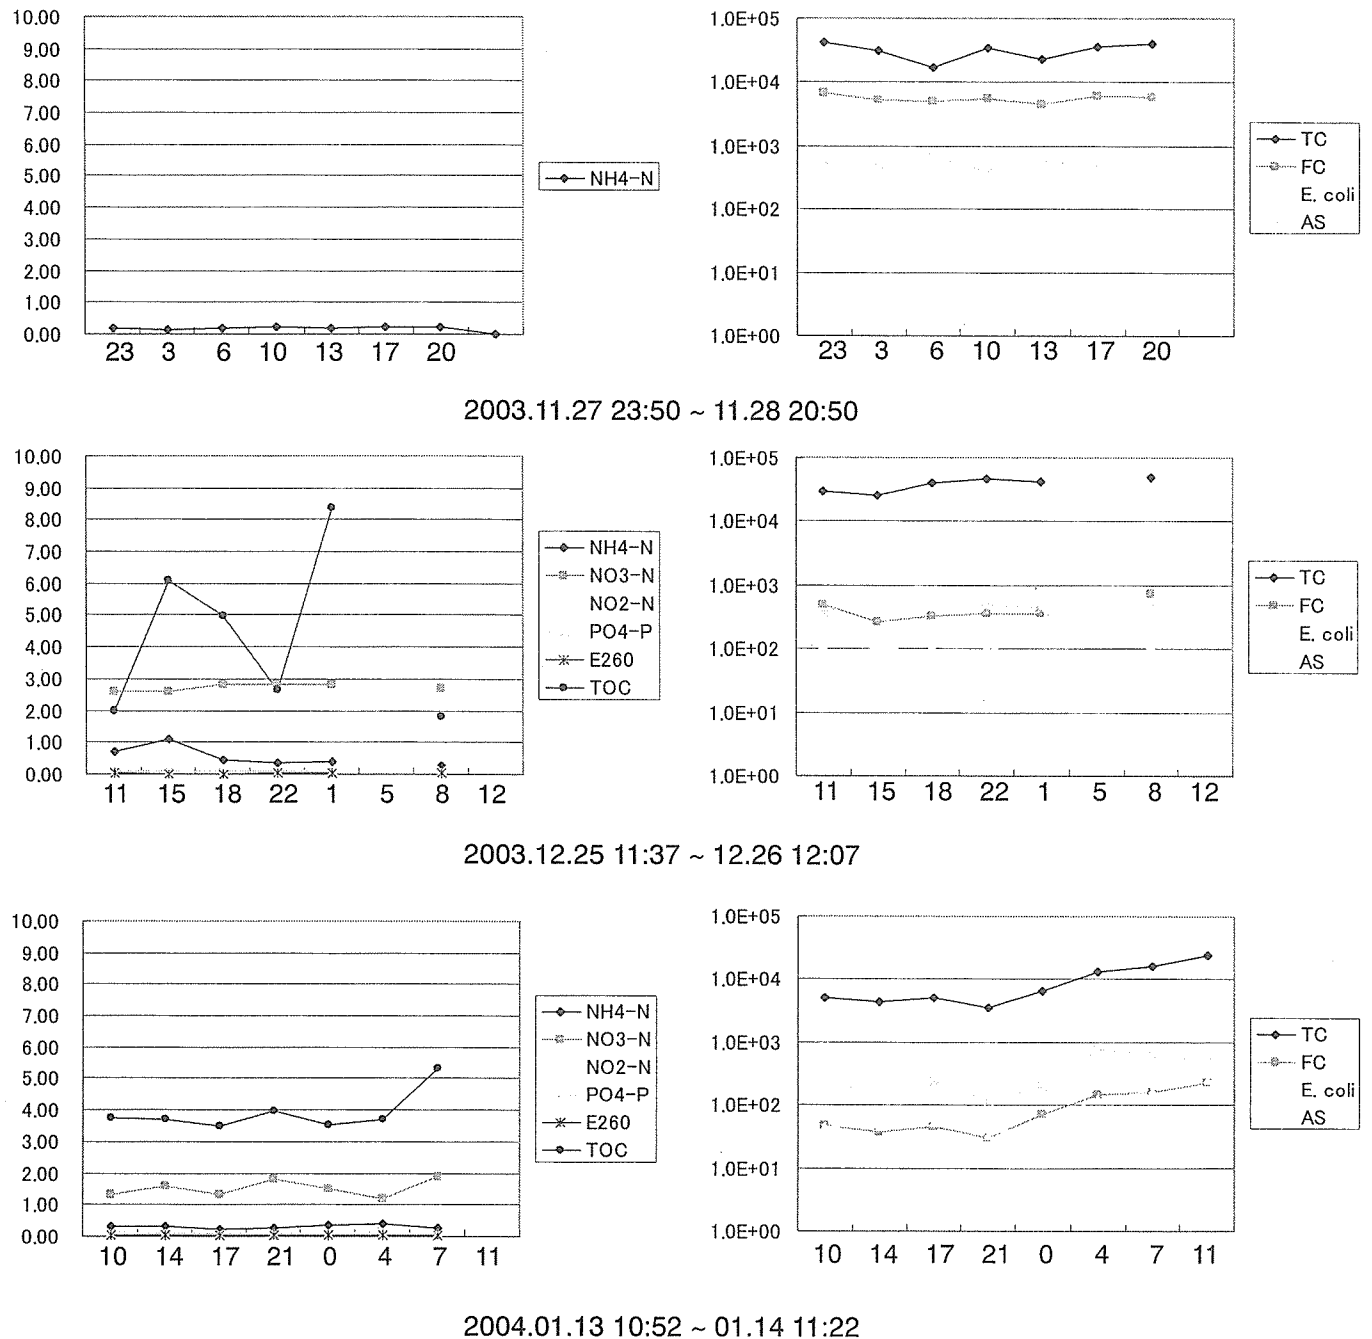 10.00
9.00
8.00
7.00
6.00
5.00
4.00
3.00
2.00
1.00
0.00
23 3 6 10 13 17 20
NH4-N
1.0E+05
1.0E+04
1.0E+03
1.0E+02
1.0E+01
1.0E+00
23 3 6 10 13 17 20
TC
FC
E. coli
AS
2003.11.27 23:50 ~ 11.28 20:50
10.00
9.00
8.00
7.00
6.00
5.00
4.00
3.00
2.00
1.00
0.00
11 15 18 22 1 5 8 12
NH4-N
NO3-N
NO2-N
PO4-P
E260
TOC
1.0E+05
1.0E+04
1.0E+03
1.0E+02
1.0E+01
1.0E+00
11 15 18 22 1 5 8 12
TC
FC
E. coli
AS
2003.12.25 11:37 ~ 12.26 12:07
10.00
9.00
8.00
7.00
6.00
5.00
4.00
3.00
2.00
1.00
0.00
10 14 17 21 0 4 7 11
NH4-N
NO3-N
NO2-N
PO4-P
E260
TOC
1.0E+05
1.0E+04
1.0E+03
1.0E+02
1.0E+01
1.0E+00
10 14 17 21 0 4 7 11
TC
FC
E. coli
AS
2004.01.13 10:52 ~ 01.14 11:22